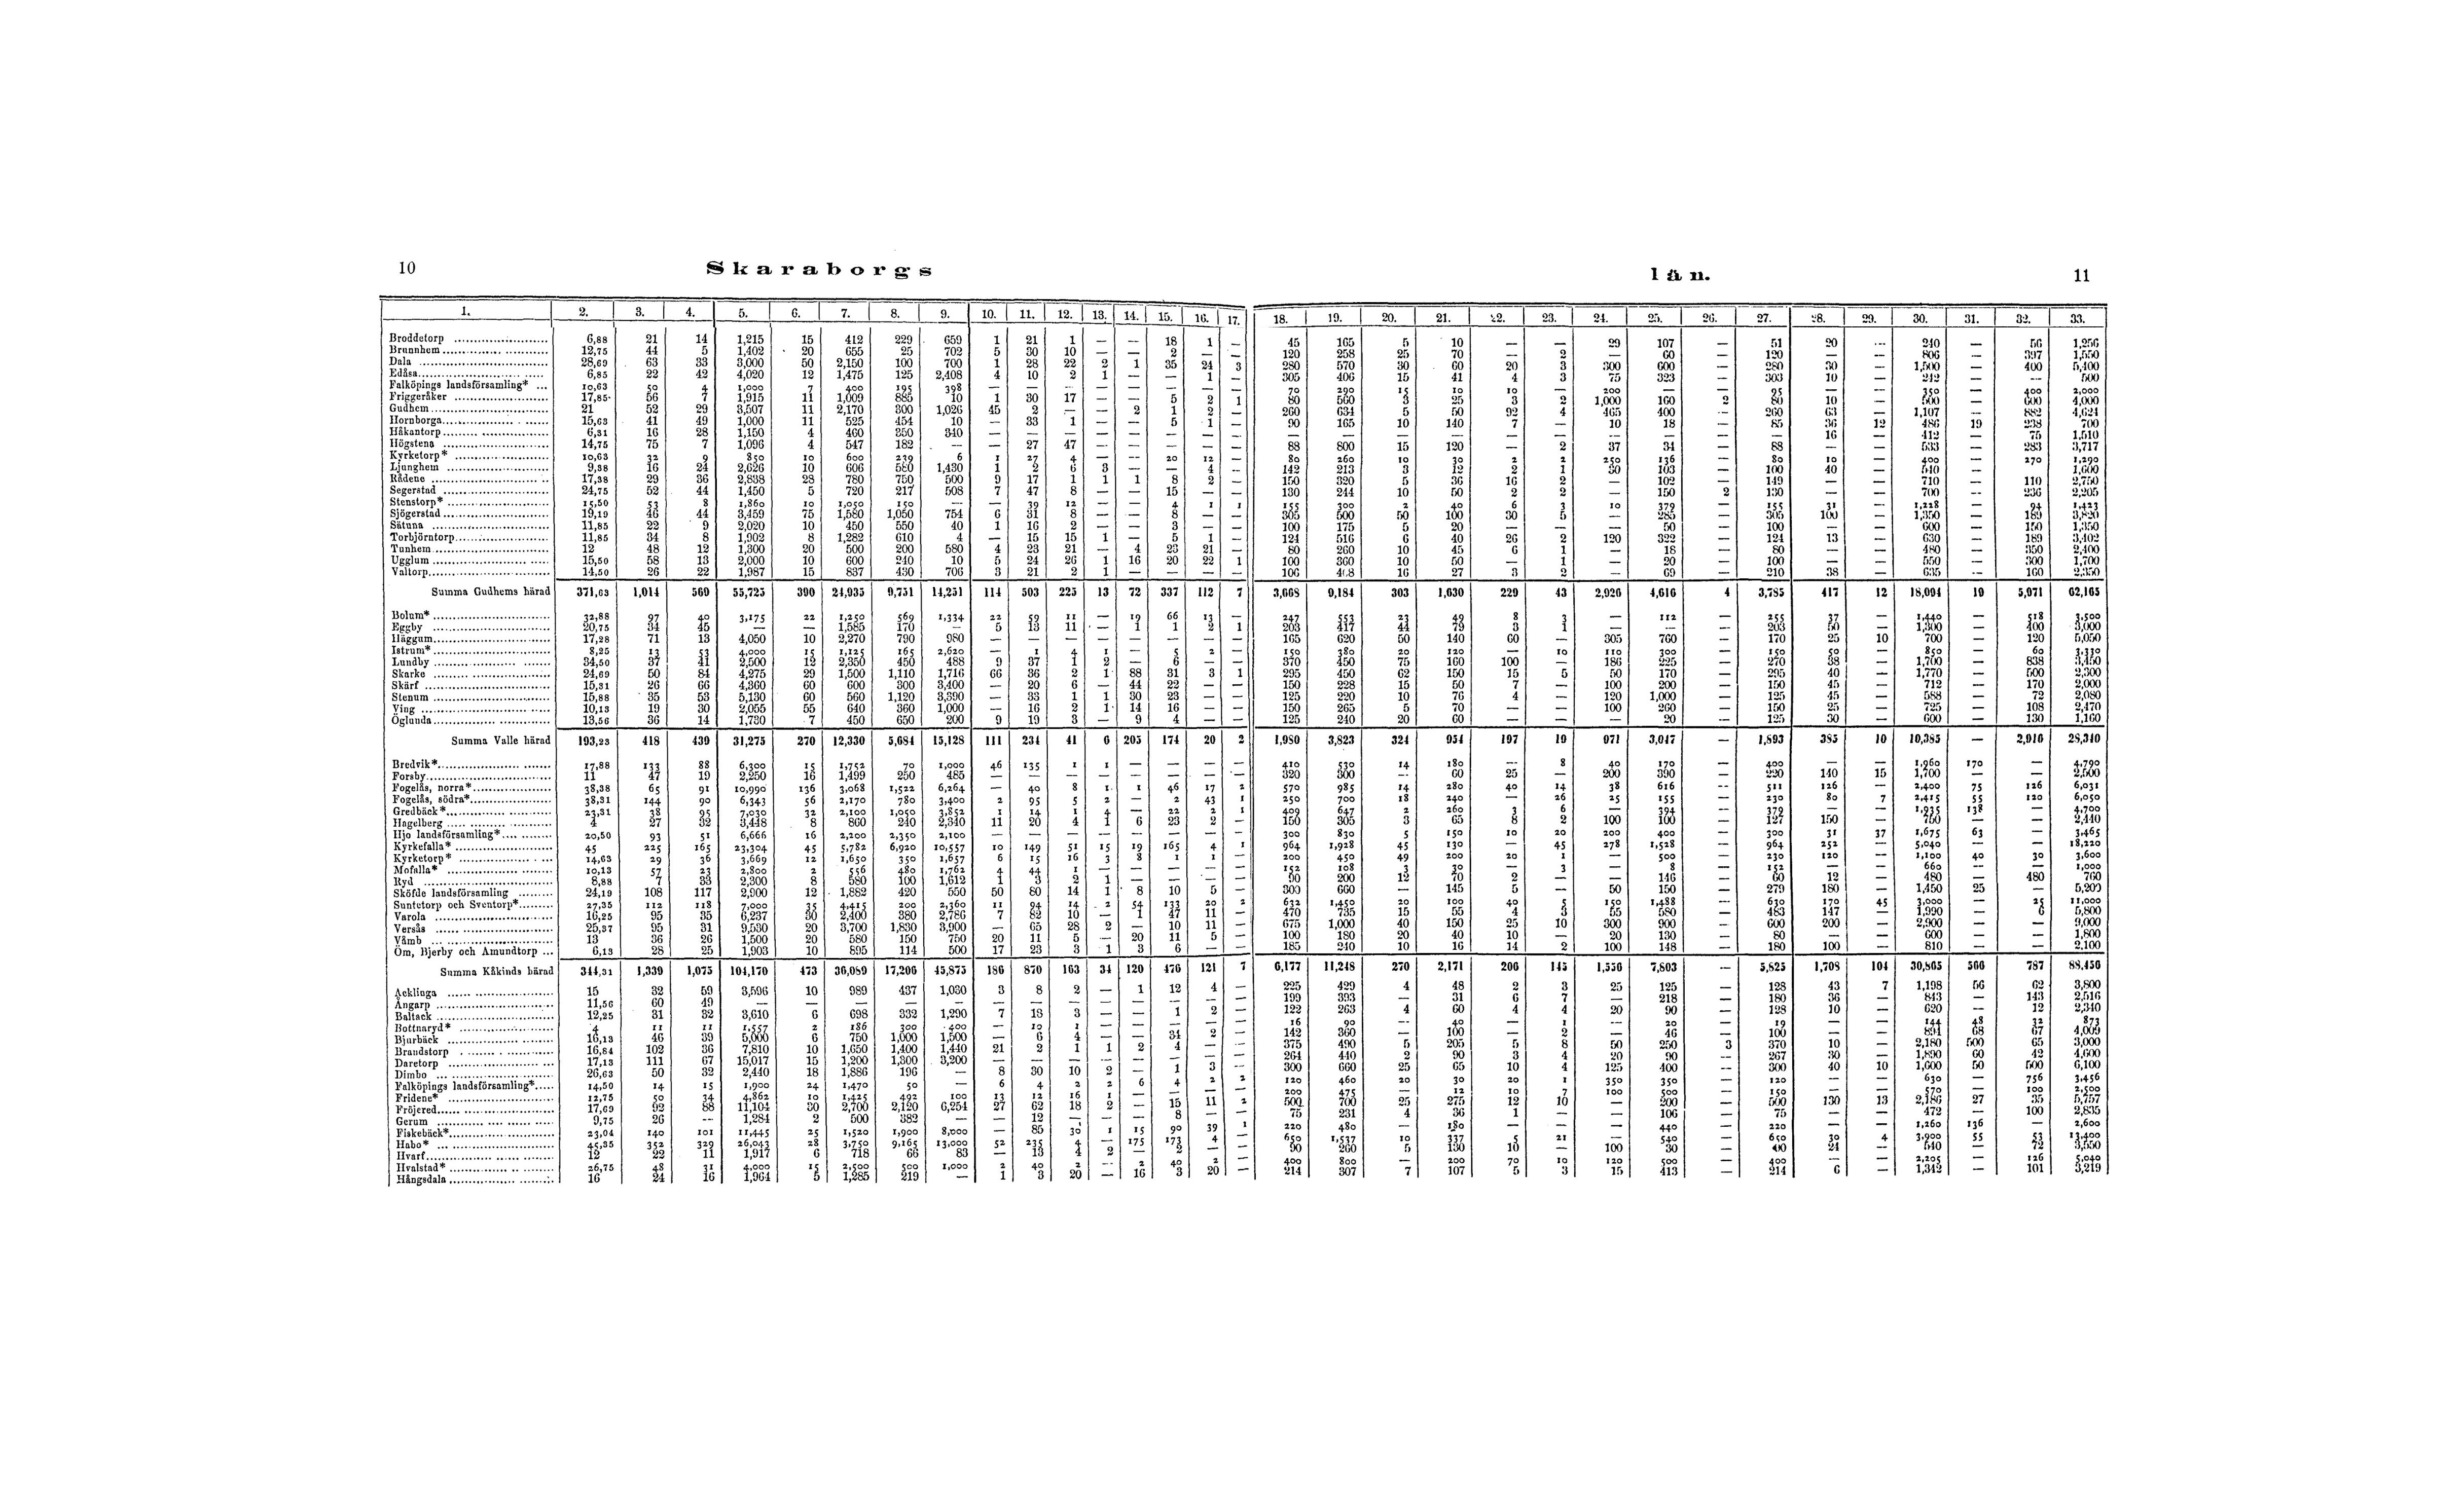 10
Skaraborgs
län.
11
1. 2. 3. 4. 5. 6. 7. 8. 9. 10. 11. 12. 13. 14. 15. 16. 17. 18. 19. 20. 21. 22. 23. 24. 25. 26. 27. 28. 29. 30. 31. 32. 33.
Broddetorp 6,88 21 14 1,215 15 412 229 659 1 21 1 — — 18 1 — 45 165 5 10 — — 29 107 — 51 20 — 240 — 56 1,256
Brunnhem 12,75 44 5 1,402 20 655 25 702 5 30 10 — — 2 — — 120 258 25 70 — 2 — 60 — 120 — — 806 — 397 1,550
Dala 28,69 63 33 3,000 50 2,150 100 700 1 28 22 2 1 35 24 3 280 570 30 60 20 3 300 600 — 280 30 — 1,500 — 400 5,400
Edåsa 6,85 22 42 4,020 12 1,475 125 2,408 4 10 2 1 — — 1 — 305 406 15 41 4 3 75 323 — 303 10 — 212 — — 500
Falköpings landsförsamling* 10,63 50 4 1,000 7 400 195 398 — — — — — — — — 70 290 15 10 10 — 200 — — 95 — — 350 — 400 2,000
Friggeråker 17,85 56 7 1,915 11 1,009 885 10 1 30 17 — — 5 2 1 80 560 3 25 3 2 1,000 160 2 80 10 — 500 — 600 4,000
Gudhem 21 52 29 3,507 11 2,170 300 1,026 45 2 — — 2 1 2 — 260 634 5 50 92 4 465 400 — 260 63 — 1,107 — 882 4,624
Hornborga 15,63 41 49 1,000 11 525 454 10 — 33 1 — — 5 1 — 90 165 10 140 7 — 10 18 — 85 36 12 486 19 238 700
Håkantorp 6,31 16 28 1,150 4 460 350 340 — — — — — — — — — — — — — — — — — — 16 — 412 — 75 1,510
Högstena 14,75 75 7 1,096 4 547 182 — — 27 47 — — — — — 88 800 15 120 — 2 37 34 — 88 — — 533 — 283 3,717
Kyrketorp* 10,63 32 9 850 10 600 239 6 1 27 4 — — 20 12 — 80 260 10 30 2 2 250 136 — 80 10 — 400 — 270 1,290
Ljunghem 9,38 16 24 2,626 10 606 580 1,430 1 2 6 3 — — 4 — 142 213 3 12 2 1 30 103 — 100 40 — 510 — 1,600
Rådene 17,38 29 36 2,838 28 780 750 500 9 17 1 1 1 8 2 — 150 320 5 36 16 2 — 102 — 149 — — 710 — 110 2,750
Segerstad 24,75 52 44 1,450 5 720 217 508 7 47 8 — — 15 — — 130 244 10 50 2 2 — 150 2 130 — — 700 — 236 2,205
Stenstorp* 15,50 53 8 1,860 10 1,050 150 — — 39 12 — — 4 1 1 155 300 2 40 6 3 10 379 — 155 31 — 1,228 — 94 1,423
Sjögerstad 19,19 46 44 3,459 75 1,580 1,050 754 6 31 8 — — 8 — — 305 500 50 100 30 5 — 285 — 305 100 — 1,350 — 189 3,820
Sätuna 11,85 22 9 2,020 10 450 550 40 1 16 2 — — 3 — — 100 175 5 20 — — — 50 — 100 — — 600 — 150 1,350
Torbjörntorp 11,85 34 8 1,902 8 1,282 610 4 — 15 15 1 — 5 1 — 124 516 6 40 26 2 120 322 — 124 13 — 630 — 189 3,402
Tunhem 12 48 12 1,300 20 500 200 580 4 23 21 — 4 23 21 — 80 260 10 45 6 1 — 18 — 80 — — 480 — 350 2,400
Ugglum 15,50 58 13 2,000 10 600 240 10 5 24 26 1 16 20 22 1 100 360 10 50 — 1 — 20 — 100 — — 550 — 300 1,700
Valtorp 14,50 26 22 1,987 15 837 430 706 3 21 2 1 — — — — 106 408 16 27 3 2 — 69 — 210 38 — 635 — 160 2,350
Summa Gudhems härad 371,63 1,014 560 55,725 390 24,935 9,751 14,251 114 503 225 13 72 337 112 7 3,668 9,184 303 1,630 229 43 2,926 4,616 4 3,785 417 12 18,094 19 5,071 62,165
Bolum* 32,88 97 40 3,175 22 1,250 569 1,334 22 59 11 — 19 66 13 — 247 553 23 49 8 3 — 112 — 255 37 — 1,440 — 518 3,500
Eggby 20,75 34 45 — — 1,585 170 — 5 13 11 — 1 1 2 1 203 417 44 79 3 1 — — — 203 50 — 1,300 — 400 3,000
Häggum 17,28 71 13 4,050 10 2,270 790 980 — — — — — — — — 165 620 50 140 60 — 305 760 — 170 25 10 700 — 120 5,050
Istrum* 8,25 13 53 4,000 15 1,125 165 2,620 — 1 4 1 — 5 2 — 150 380 20 120 — 10 110 300 — 150 50 — 850 — 60 3,330
Lundby 34,50 37 41 2,500 12 2,350 450 488 9 37 1 2 — 6 — — 370 450 75 160 100 — 186 225 — 270 38 — 1,700 — 838 3,450
Skarke 24,69 50 84 4,275 29 1,500 1,110 1,716 66 36 2 1 88 31 3 1 295 450 62 150 15 5 50 170 — 295 40 — 1,770 — 500 2,300
Skärf 15,31 26 66 4,360 60 600 300 3,400 — 20 6 — 44 22 — — 150 228 15 50 7 — 100 200 — 150 45 — 712 — 170 2,000
Stenum 15,88 35 53 5,130 60 560 1,120 3,390 — 33 1 1 30 23 — — 125 220 10 76 4 — 120 1,000 — 125 45 — 588 — 72 2,080
Ving 10,13 19 30 2,055 55 640 360 1,000 — 16 2 1 14 16 — — 150 265 5 70 — — 100 260 — 150 25 — 725 — 108 2,470
Öglunda 13,56 36 14 1,730 7 450 650 200 9 19 3 — 9 4 — — 125 240 20 60 — — — 20 — 125 30 — 600 — 130 1,160
Summa Valle härad 193,23 418 439 31,275 270 12,330 5,684 15,128 111 234 41 6 205 174 20 2 1,980 3,823 324 954 197 19 971 3,047 — 1,893 385 10 10,385 — 2,916 28,340
Bredvik* 17,88 133 88 6,300 15 1,752 70 1,000 46 135 1 1 — — — — 410 530 14 180 — 8 40 170 — 400 — — 1,960 170 — 4,790
Forsby 11 47 19 2,250 16 1,499 250 485 — — — — — — — — 320 300 — 60 25 — 200 390 — 220 140 15 1,700 — — 2,500
Fogelås, norra* 38,38 65 91 10,990 136 3,068 1,522 6,264 — 40 8 1 1 46 17 2 570 985 14 280 40 14 38 616 — 511 126 — 2,400 75 126 6,031
Fogelås, södra* 38,31 144 90 6,343 56 2,170 780 3,400 2 95 5 2 — 2 43 1 250 700 18 240 — 26 25 155 — 230 80 7 2,415 55 120 6,050
Gredbäck* 23,31 38 95 7,030 32 2,100 1,050 3,852 1 14 1 4 — 22 2 1 409 647 2 260 3 6 — 394 — 379 — — 1,935 138 — 4,700
Hagelberg 4 27 32 3,448 8 860 240 2,340 11 20 4 1 6 23 2 — 150 305 3 65 8 2 100 100 — 127 150 — 760 — — 2,440
Hjo landsförsamling* 20,50 93 51 6,666 16 2,200 2,350 2,100 — — — — — — — — 300 830 5 150 10 20 200 400 — 300 31 37 1,675 63 — 3,465
Kyrkefalla* 45 225 165 23,304 45 5,782 6,920 10,557 10 149 51 15 19 165 4 1 964 1,928 45 130 — 45 278 1,528 — 964 252 — 5,040 — — 18,220
Kyrketorp* 14,63 29 36 3,669 12 1,650 350 1,657 6 15 16 3 8 1 1 — 200 450 49 200 20 1 — 500 — 230 120 — 1,100 40 30 3,600
Mofalla* 10,13 57 23 2,800 2 556 480 1,762 4 44 1 — — — — — 152 108 3 30 — — — 8 — 152 — — 660 — — 1,000
Ryd 8,88 7 33 2,300 8 580 100 1,612 1 3 2 1 — — — — 90 200 12 70 2 — — 146 — 60 12 — 480 — 480 760
Sköfde landsförsamling 24,19 108 117 2,900 12 1,882 420 550 50 80 14 1 8 10 5 — 300 660 — 145 5 — 50 150 — 279 180 — 1,450 25 — 5,209
Suntetorp och Sventorp* 27,35 112 118 7,000 35 4,415 200 2,360 11 94 14 2 54 133 20 2 632 1,450 20 100 40 5 150 1,488 — 630 170 45 3,000 — 25 11,000
Varola 16,25 95 35 6,237 30 2,400 380 2,786 7 82 10 — 1 47 11 — 470 735 15 55 4 3 55 580 — 483 147 — 1,990 — 6 5,800
Versås 25,37 95 31 9,530 20 3,700 1,830 3,900 — 65 28 2 — 10 11 — 675 1,000 40 150 25 10 300 900 — 600 200 — 2,900 — — 9,000
Våmb 13 36 26 1,500 20 580 150 750 20 11 5 — 20 11 5 — 100 180 20 40 10 — 20 130 — 80 — — 600 — — 1,800
Öm, Bjerby och Amundtorp 6,13 28 25 1,903 10 895 114 500 17 23 3 1 3 6 — — 185 240 10 16 14 2 100 148 — 180 100 — 810 — — 2,100
Summa Kåkinds härad 344,31 1,339 1,075 104,170 473 36,089 17,206 45,875 186 870 163 34 120 476 121 7 6,177 11,248 270 2,171 206 145 1,556 7,803 — 5,825 1,708 104 30,865 566 787 88,456
Acklinga 15 32 59 3,596 10 989 437 1,030 3 8 2 — 1 12 4 — 225 429 4 48 2 3 25 125 — 128 43 7 1,198 56 62 3,800
Ångarp 11,56 60 49 — — — — — — — — — — — — — 199 393 — 31 6 7 — 218 — 180 36 — 843 — 143 2,516
Baltack 12,25 31 32 3,610 6 698 332 1,290 7 18 3 — — 1 2 — 122 263 4 60 4 4 20 90 — 128 10 — 620 — 12 2,340
Bottnaryd* 4 11 11 1,557 2 186 300 400 — 10 1 — — — — — 16 90 — 40 — 1 — 20 — 19 — — 144 48 32 873
Bjurbäck 16,13 46 39 5,000 6 750 1,000 1,500 — 6 4 — — 34 2 — 142 360 — 100 — 2 — 46 — 100 — — 894 68 67 4,009
Brandstorp 16,84 102 36 7,810 10 1,650 1,400 1,440 21 2 1 1 2 4 — — 375 490 5 205 5 8 50 250 3 370 10 — 2,180 500 65 3,000
Daretorp 17,13 111 67 15,017 15 1,200 1,300 3,200 — — — — — — — — 264 440 2 90 3 4 20 90 — 267 30 — 1,890 60 42 4,600
Dimbo 26,63 50 32 2,440 18 1,886 196 — 8 30 10 2 — 1 3 — 300 660 25 65 10 4 125 400 — 300 40 10 1,600 50 500 6,100
Falköpings landsförsamling* 14,50 14 15 1,900 24 1,470 50 — 6 4 2 2 6 4 2 2 120 460 20 30 20 1 350 350 — 120 — — 630 — 756 3,456
Fridene* 12,75 50 34 4,862 10 1,425 492 100 13 12 16 1 — — — — 200 475 — 12 10 7 100 500 — 150 — — 570 — 100 2,500
Fröjered 17,69 92 88 11,104 30 2,700 2,120 6,254 27 62 18 2 — 15 11 2 500 700 25 275 12 10 — 200 — 500 130 13 2,186 27 35 5,757
Gerum 9,75 26 — 1,284 2 500 382 — — 12 — — — 8 — — 75 231 4 36 1 — — 106 — 75 — — 472 — 100 2,835
Fiskebäck* 23,04 140 101 11,445 25 1,520 1,900 8,000 — 85 30 1 15 90 39 1 220 480 — 180 — — — 440 — 220 — — 1,260 136 — 2,600
Habo* 45,35 352 329 26,043 28 3,750 9,165 13,000 52 235 4 — 175 173 4 — 650 1,537 10 337 5 21 — 540 — 650 30 4 3,900 55 53 13,400
Hvarf 12 22 11 1,917 6 718 66 83 — 13 4 2 — 2 — — 90 260 5 130 10 — 100 30 — 90 24 — 540 — 72 3,550
Hvalstad* 26,75 48 31 4,000 15 2,500 500 1,000 2 40 2 — 2 40 2 — 400 800 — 200 70 10 120 500 — 400 — — 2,205 — 126 5,040
Hångsdala 16 24 16 1,964 5 1,285 219 — 1 3 20 — 16 3 20 — 214 307 7 107 5 3 15 413 — 214 6 — 1,342 — 101 3,219